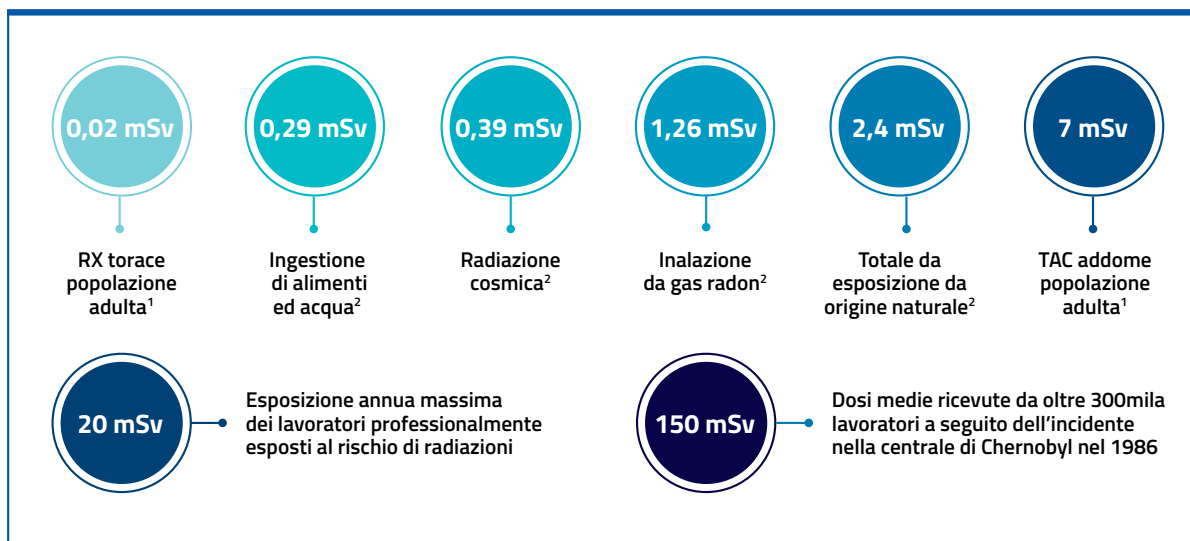 0,02 mSv
RX torace
popolazione
adulta¹
0,29 mSv
Ingestione
di alimenti
ed acqua²
0,39 mSv
Radiazione
cosmica²
1,26 mSv
Inalazione
da gas radon²
2,4 mSv
Totale da
esposizione da
origine naturale²
7 mSv
TAC addome
popolazione
adulta¹
20 mSv
Esposizione annua massima
dei lavoratori professionalmente
esposti al rischio di radiazioni
150 mSv
Dosi medie ricevute da oltre 300mila
lavoratori a seguito dell’incidente
nella centrale di Chernobyl nel 1986